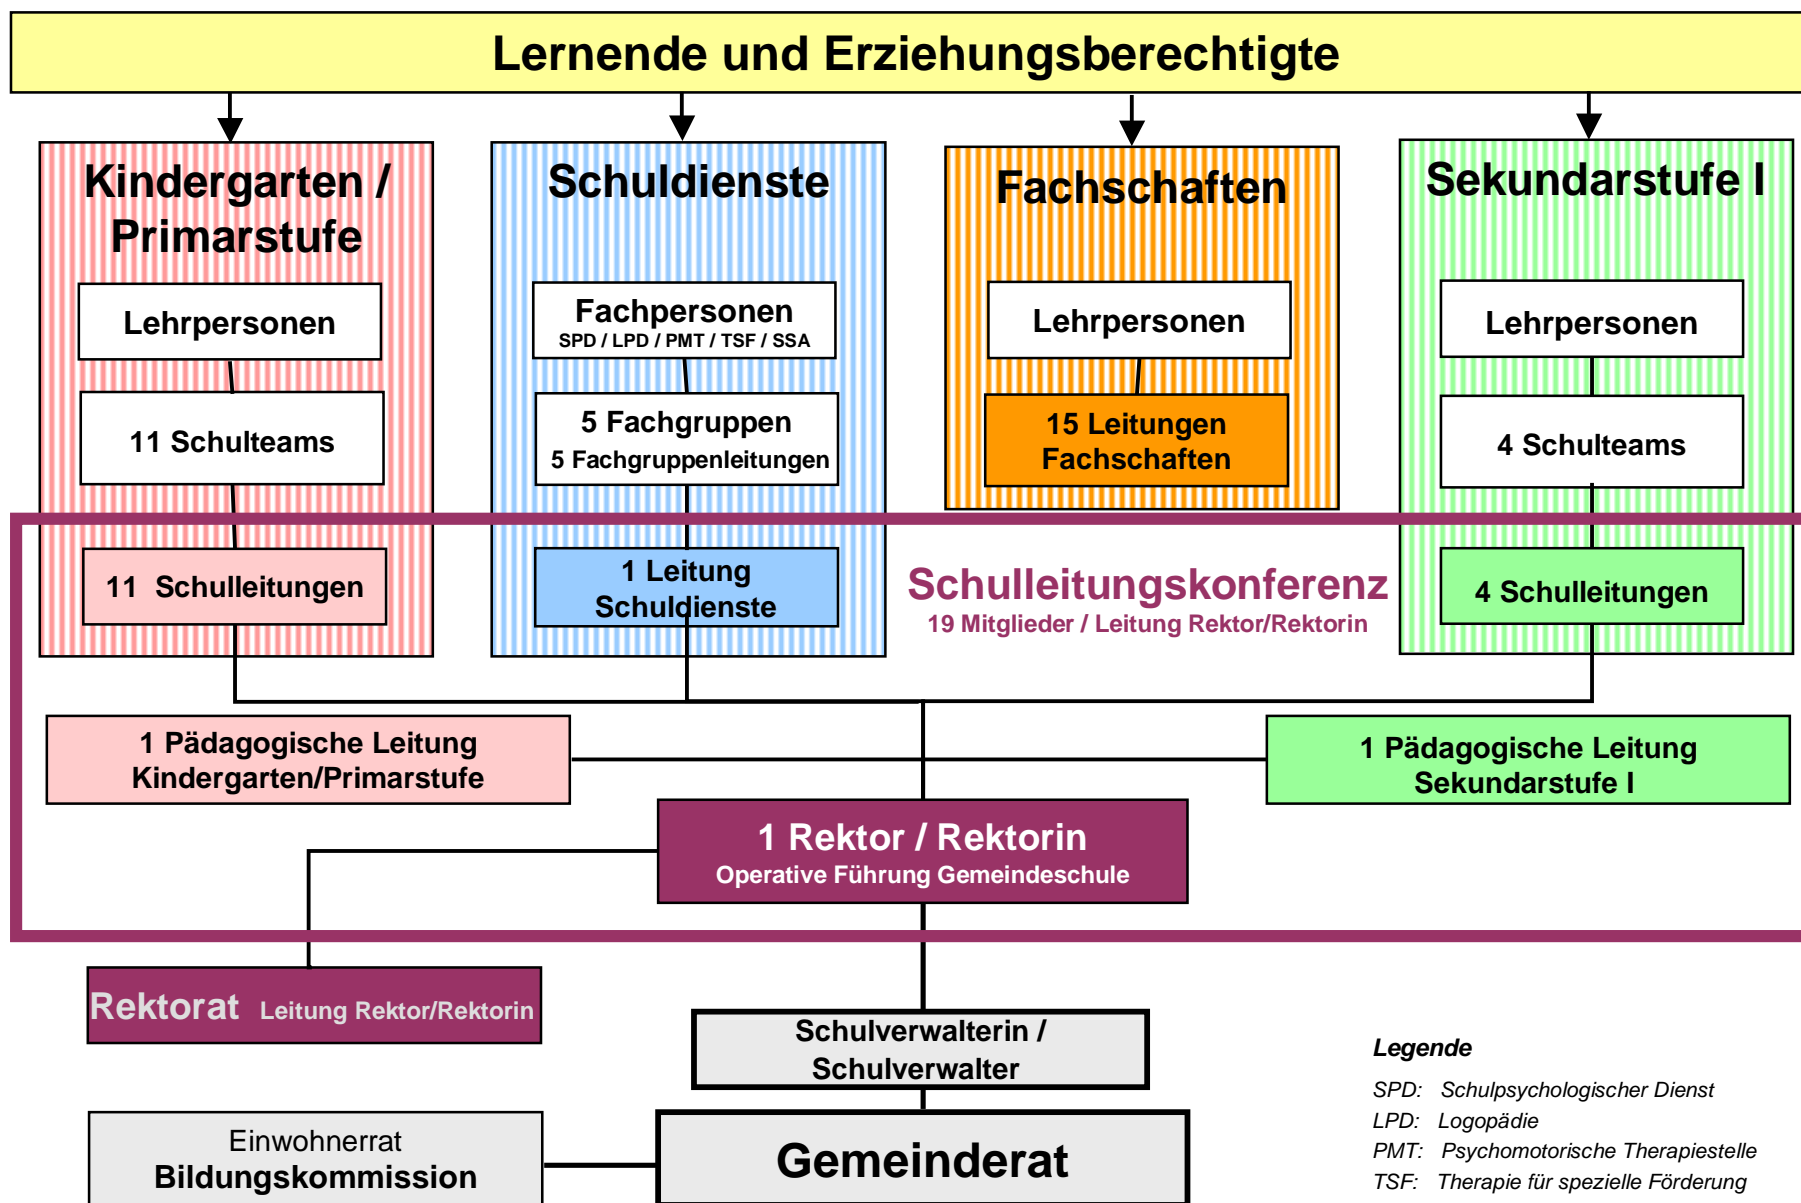 Lernende und Erziehungsberechtigte
Kindergarten /
Primarstufe
Lehrpersonen
11 Schulteams
11 Schulleitungen
Schuldienste
Fachpersonen
SPD / LPD / PMT / TSF / SSA
5 Fachgruppen
5 Fachgruppenleitungen
1 Leitung
Schuldienste
Fachschaften
Lehrpersonen
15 Leitungen
Fachschaften
Sekundarstufe I
Lehrpersonen
4 Schulteams
4 Schulleitungen
Schulleitungskonferenz
19 Mitglieder / Leitung Rektor/Rektorin
1 Pädagogische Leitung
Kindergarten/Primarstufe
1 Pädagogische Leitung
Sekundarstufe I
1 Rektor / Rektorin
Operative Führung Gemeindeschule
Rektorat Leitung Rektor/Rektorin
Schulverwalterin /
Schulverwalter
Einwohnerrat
Bildungskommission
Gemeinderat
Legende
SPD: Schulpsychologischer Dienst
LPD: Logopädie
PMT: Psychomotorische Therapiestelle
TSF: Therapie für spezielle Förderung